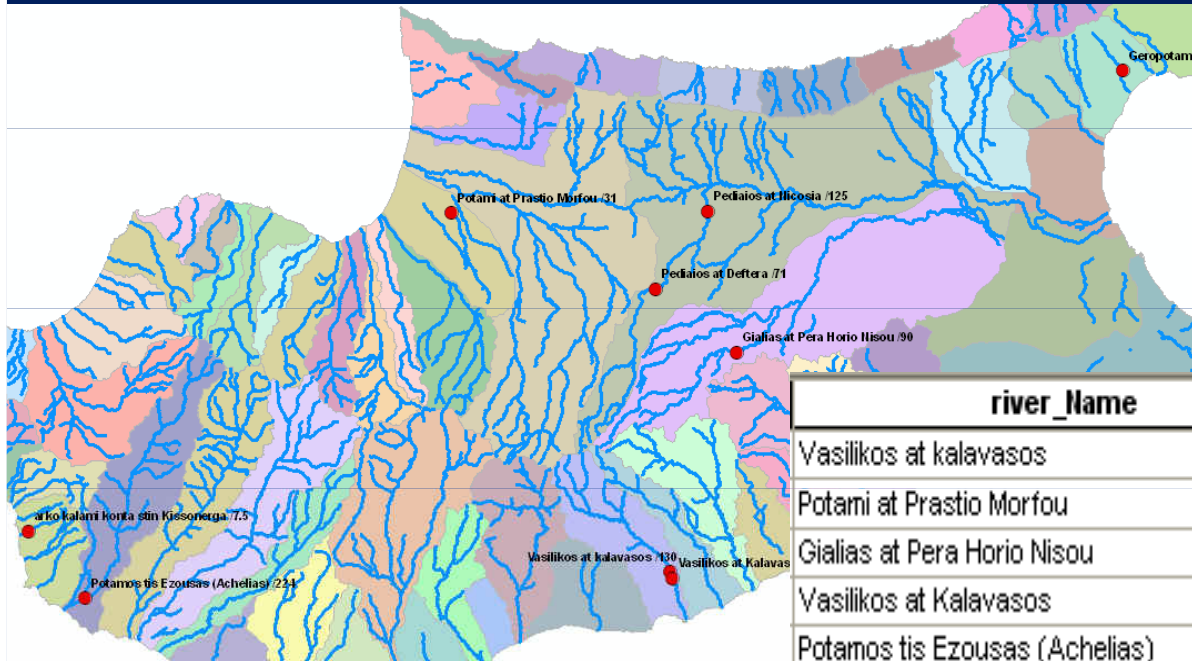 Geropotam
Potami at Prastio Morfou /31
Pediaios at Nicosia /125
Pediaios at Deftera /71
Gialias at Pera Horio Nisou /90
arko kalami konta stin Kissonerga /7.5
Vasilikos at kalavasos /130
Vasilikos at Kalavas
Potamos tis Ezousas (Achelias) /224
river_Name
Vasilikos at kalavasos
Potami at Prastio Morfou
Gialias at Pera Horio Nisou
Vasilikos at Kalavasos
Potamos tis Ezousas (Achelias)